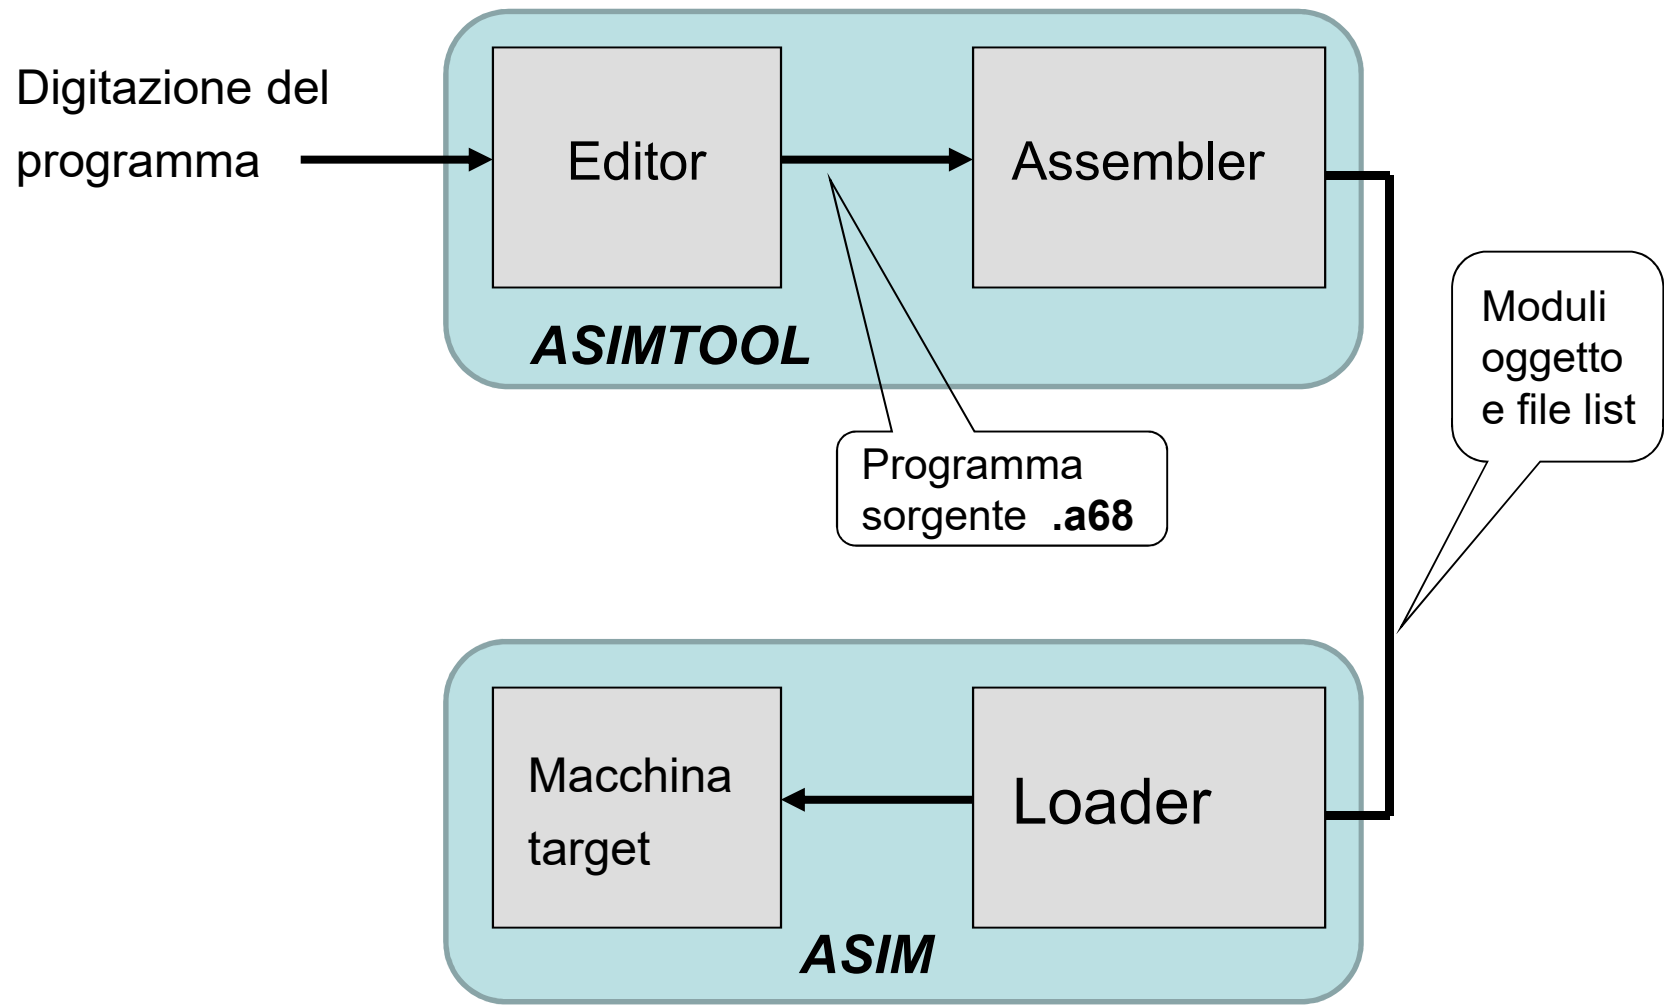 Digitazione del
programma
Editor
Assembler
ASIMTOOL
Programma
sorgente .a68
Moduli
oggetto
e file list
Macchina
target
Loader
ASIM